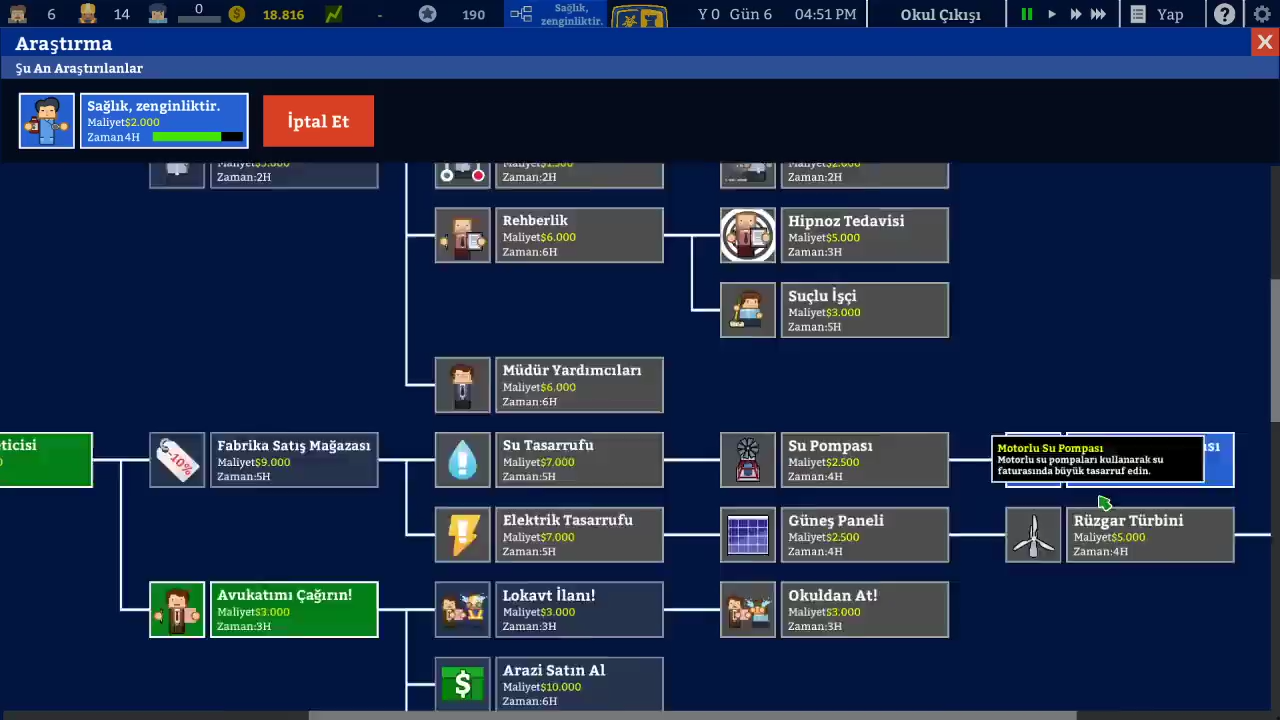 6 14 0 18.816 - 190 Sağlık, zenginliktir. Y 0 Gün 6 04:51 PM Okul Çıkışı Yap ?
Araştırma
Şu An Araştırılanlar
Sağlık, zenginliktir.
Maliyet$2.000
Zaman4H
İptal Et
Zaman:2H
Zaman:2H
Zaman:2H
Rehberlik
Maliyet$6.000
Zaman:6H
Hipnoz Tedavisi
Maliyet$5.000
Zaman:3H
Suçlu İşçi
Maliyet$3.000
Zaman:5H
Müdür Yardımcıları
Maliyet$6.000
Zaman:6H
Fabrika Satış Mağazası
Maliyet$9.000
Zaman:5H
-10%
Su Tasarrufu
Maliyet$7.000
Zaman:5H
Su Pompası
Maliyet$2.500
Zaman:4H
Motorlu Su Pompası
Motorlu su pompaları kullanarak su
faturasında büyük tasarruf edin.
Elektrik Tasarrufu
Maliyet$7.000
Zaman:5H
Güneş Paneli
Maliyet$2.500
Zaman:4H
Rüzgar Türbini
Maliyet$5.000
Zaman:4H
Avukatımı Çağırın!
Maliyet$3.000
Zaman:3H
Lokavt İlanı!
Maliyet$3.000
Zaman:3H
Okuldan At!
Maliyet$3.000
Zaman:3H
$
Arazi Satın Al
Maliyet$10.000
Zaman:6H